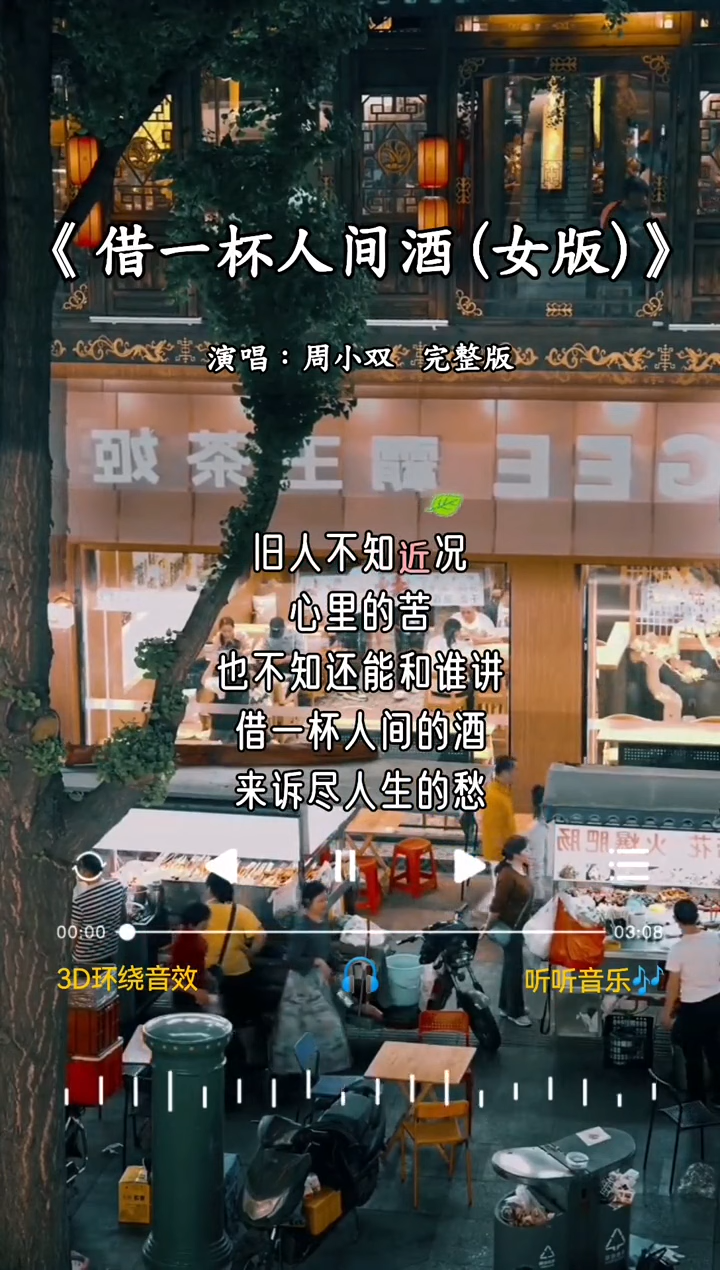 《借一杯人间酒(女版)》
演唱：周小双 完整版
GEE 霸王茶姬
旧人不知近况
心里的苦
也不知还能和谁讲
借一杯人间的酒
来诉尽人生的愁
花 火爆肥肠
00:00
03:08
3D环绕音效
听听音乐